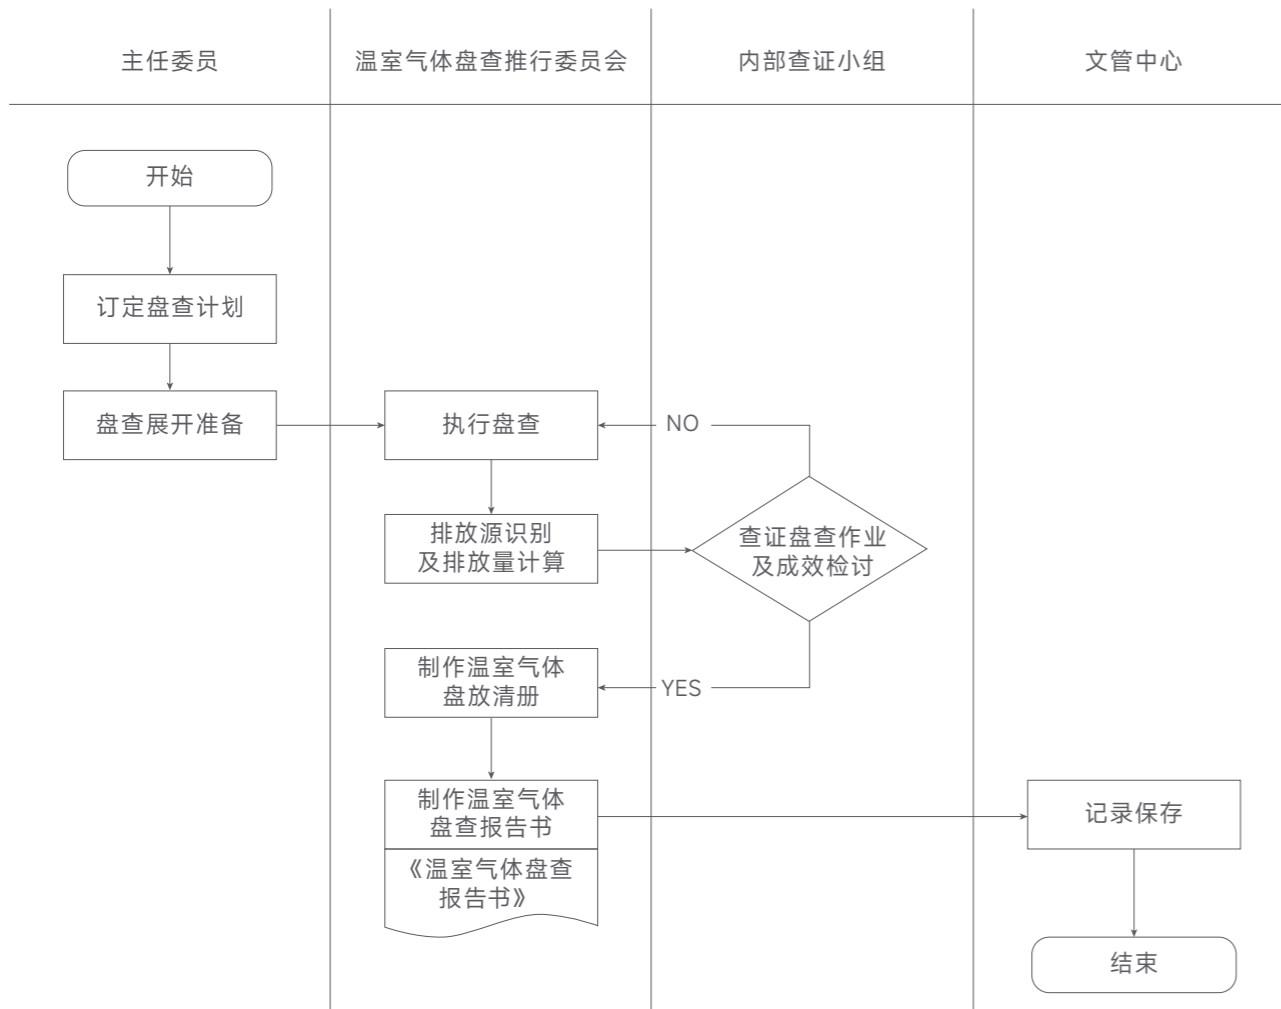 主任委员
温室气体盘查推行委员会
内部查证小组
文管中心
开始
订定盘查计划
盘查展开准备
执行盘查
NO
排放源识别
及排放量计算
查证盘查作业
及成效检讨
制作温室气体
盘放清册
YES
制作温室气体
盘查报告书
《温室气体盘查
报告书》
记录保存
结束